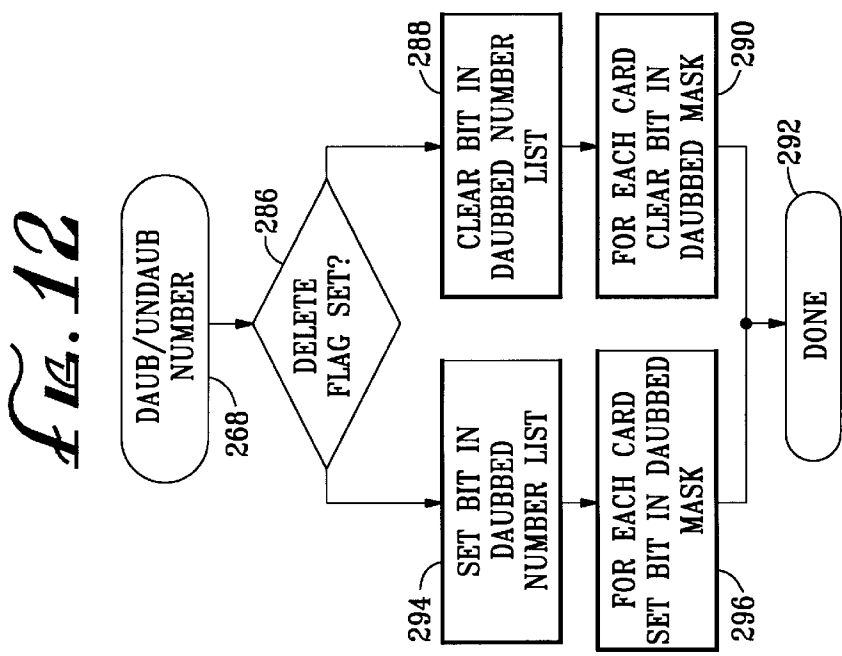 FIG. 12
DAUB/UNDAUB
NUMBER
268
286
DELETE
FLAG SET?
294
SET BIT IN
DAUBBED
NUMBER LIST
288
CLEAR BIT IN
DAUBBED NUMBER
LIST
296
FOR EACH CARD
SET BIT IN DAUBBED
MASK
290
FOR EACH CARD
CLEAR BIT IN
DAUBBED MASK
292
DONE